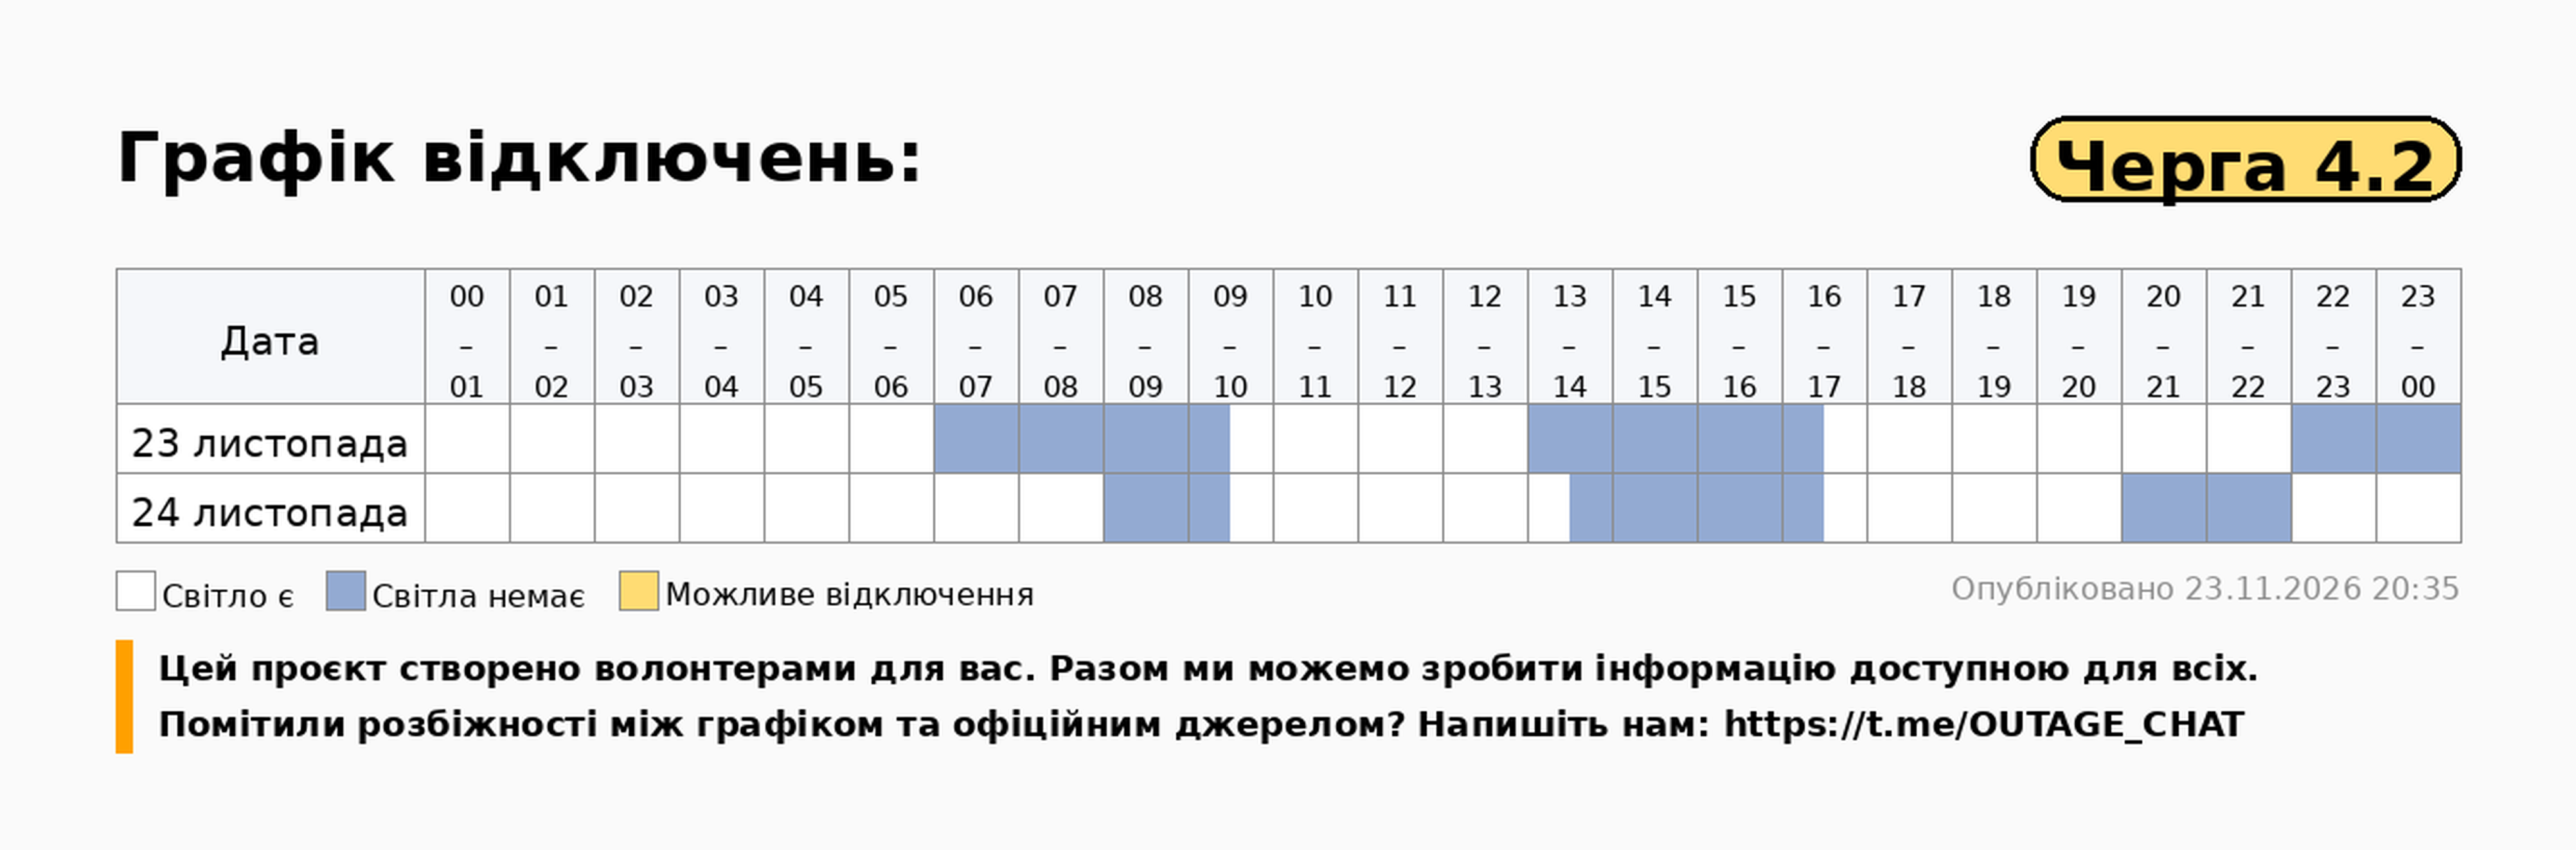 Графік відключень:
Черга 4.2
Дата 00–01 01–02 02–03 03–04 04–05 05–06 06–07 07–08 08–09 09–10 10–11 11–12 12–13 13–14 14–15 15–16 16–17 17–18 18–19 19–20 20–21 21–22 22–23 23–00
23 листопада
24 листопада
Світло є Світла немає Можливе відключення
Опубліковано 23.11.2026 20:35
Цей проєкт створено волонтерами для вас. Разом ми можемо зробити інформацію доступною для всіх.
Помітили розбіжності між графіком та офіційним джерелом? Напишіть нам: https://t.me/OUTAGE_CHAT